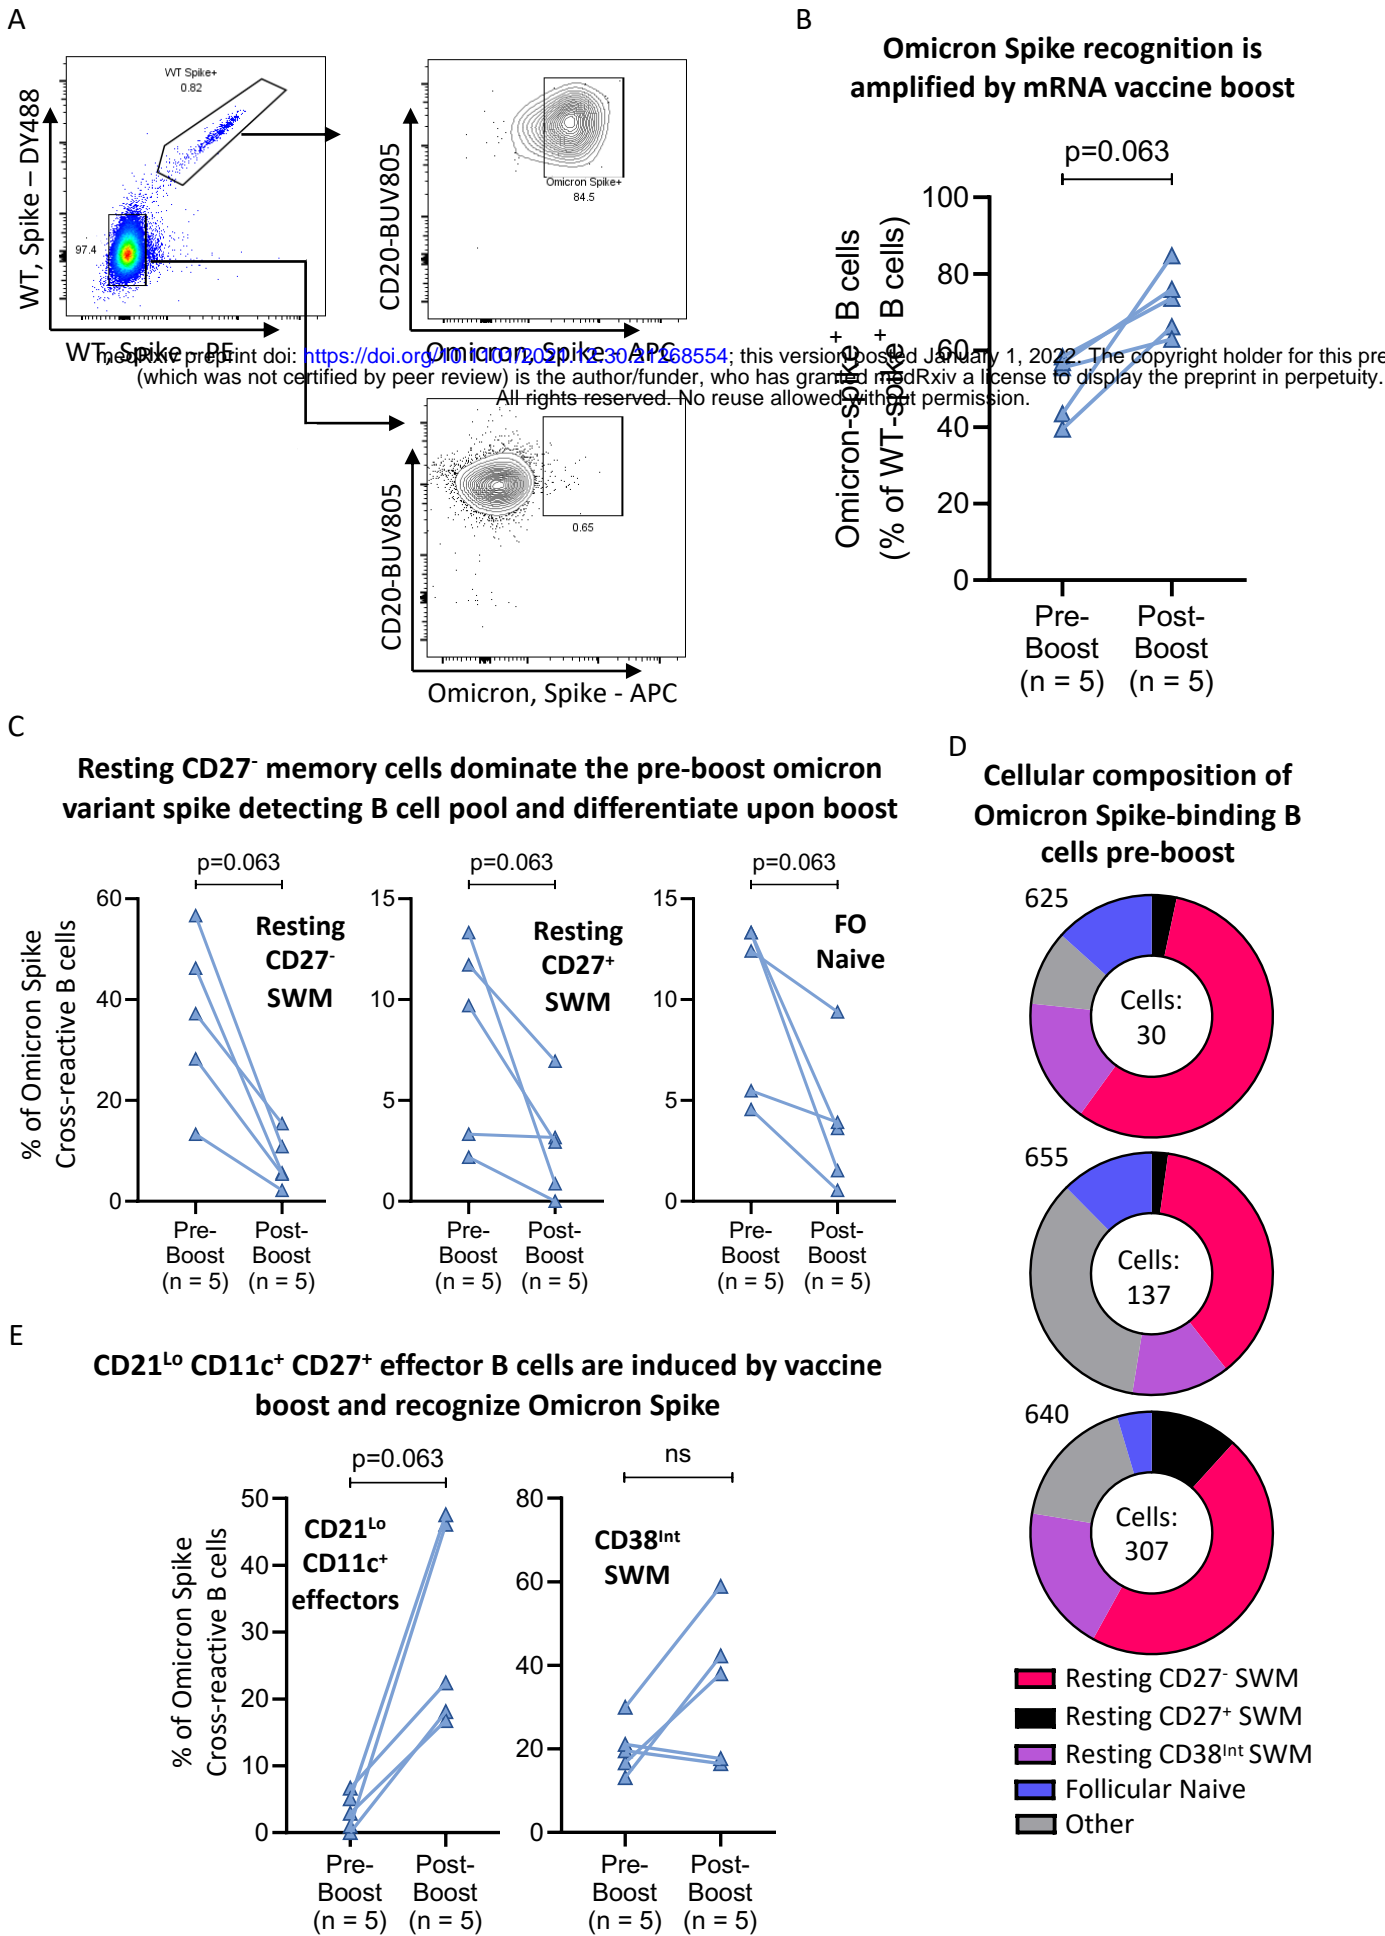 A
WT Spike+
0.82
97.4
WT, Spike – DY488
WT, Spike - PE
CD20-BUV805
Omicron Spike+
84.5
Omicron, Spike - APC
CD20-BUV805
0.65
Omicron, Spike - APC
medRxiv preprint doi: https://doi.org/10.1101/2021.12.30.21268554; this version posted January 1, 2022. The copyright holder for this pre
(which was not certified by peer review) is the author/funder, who has granted medRxiv a license to display the preprint in perpetuity.
All rights reserved. No reuse allowed without permission.
B
Omicron Spike recognition is
amplified by mRNA vaccine boost
p=0.063
Omicron-spike⁺ B cells
(% of WT-spike⁺ B cells)
100
80
60
40
20
0
Pre-
Boost
(n = 5)
Post-
Boost
(n = 5)
C
Resting CD27⁻ memory cells dominate the pre-boost omicron
variant spike detecting B cell pool and differentiate upon boost
% of Omicron Spike
Cross-reactive B cells
p=0.063
Resting
CD27⁻
SWM
60
40
20
0
Pre-
Boost
(n = 5)
Post-
Boost
(n = 5)
p=0.063
Resting
CD27⁺
SWM
15
10
5
0
Pre-
Boost
(n = 5)
Post-
Boost
(n = 5)
p=0.063
FO
Naive
15
10
5
0
Pre-
Boost
(n = 5)
Post-
Boost
(n = 5)
D
Cellular composition of
Omicron Spike-binding B
cells pre-boost
625
Cells:
30
655
Cells:
137
640
Cells:
307
Resting CD27⁻ SWM
Resting CD27⁺ SWM
Resting CD38ᴵⁿᵗ SWM
Follicular Naive
Other
E
CD21ᴸᵒ CD11c⁺ CD27⁺ effector B cells are induced by vaccine
boost and recognize Omicron Spike
% of Omicron Spike
Cross-reactive B cells
p=0.063
CD21ᴸᵒ
CD11c⁺
effectors
50
40
30
20
10
0
Pre-
Boost
(n = 5)
Post-
Boost
(n = 5)
ns
CD38ᴵⁿᵗ
SWM
80
60
40
20
0
Pre-
Boost
(n = 5)
Post-
Boost
(n = 5)